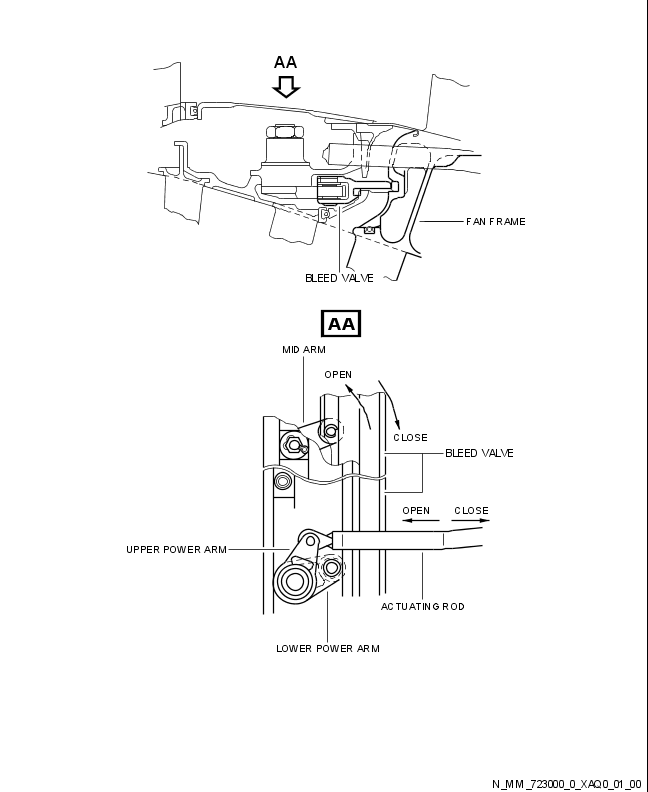 AA
FAN FRAME
BLEED VALVE
AA
MID ARM
OPEN
CLOSE
BLEED VALVE
OPEN CLOSE
UPPER POWER ARM
ACTUATING ROD
LOWER POWER ARM
N_MM_723000_0_XAQ0_01_00